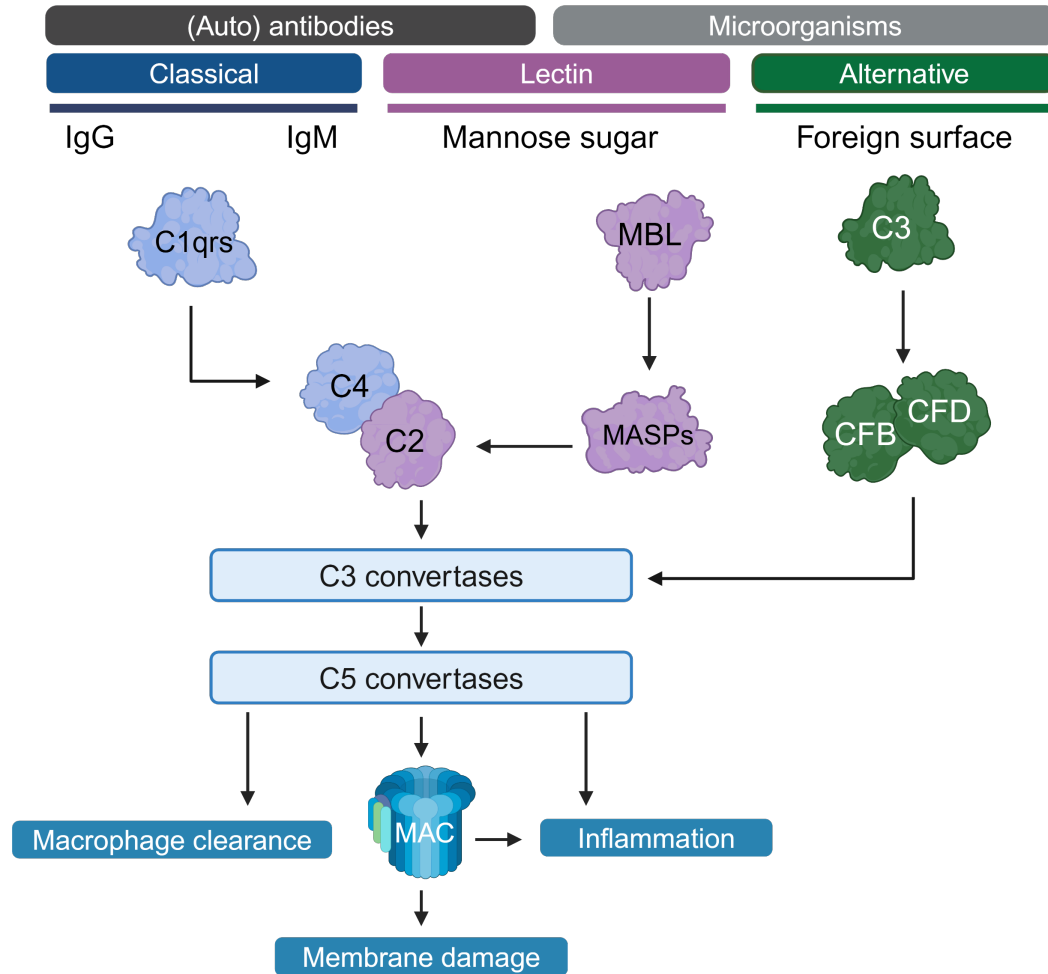 (Auto) antibodies
Microorganisms
Classical
Lectin
Alternative
IgG
IgM
Mannose sugar
Foreign surface
C1qrs
MBL
C3
C4
C2
MASPs
CFB
CFD
C3 convertases
C5 convertases
Macrophage clearance
MAC
Inflammation
Membrane damage